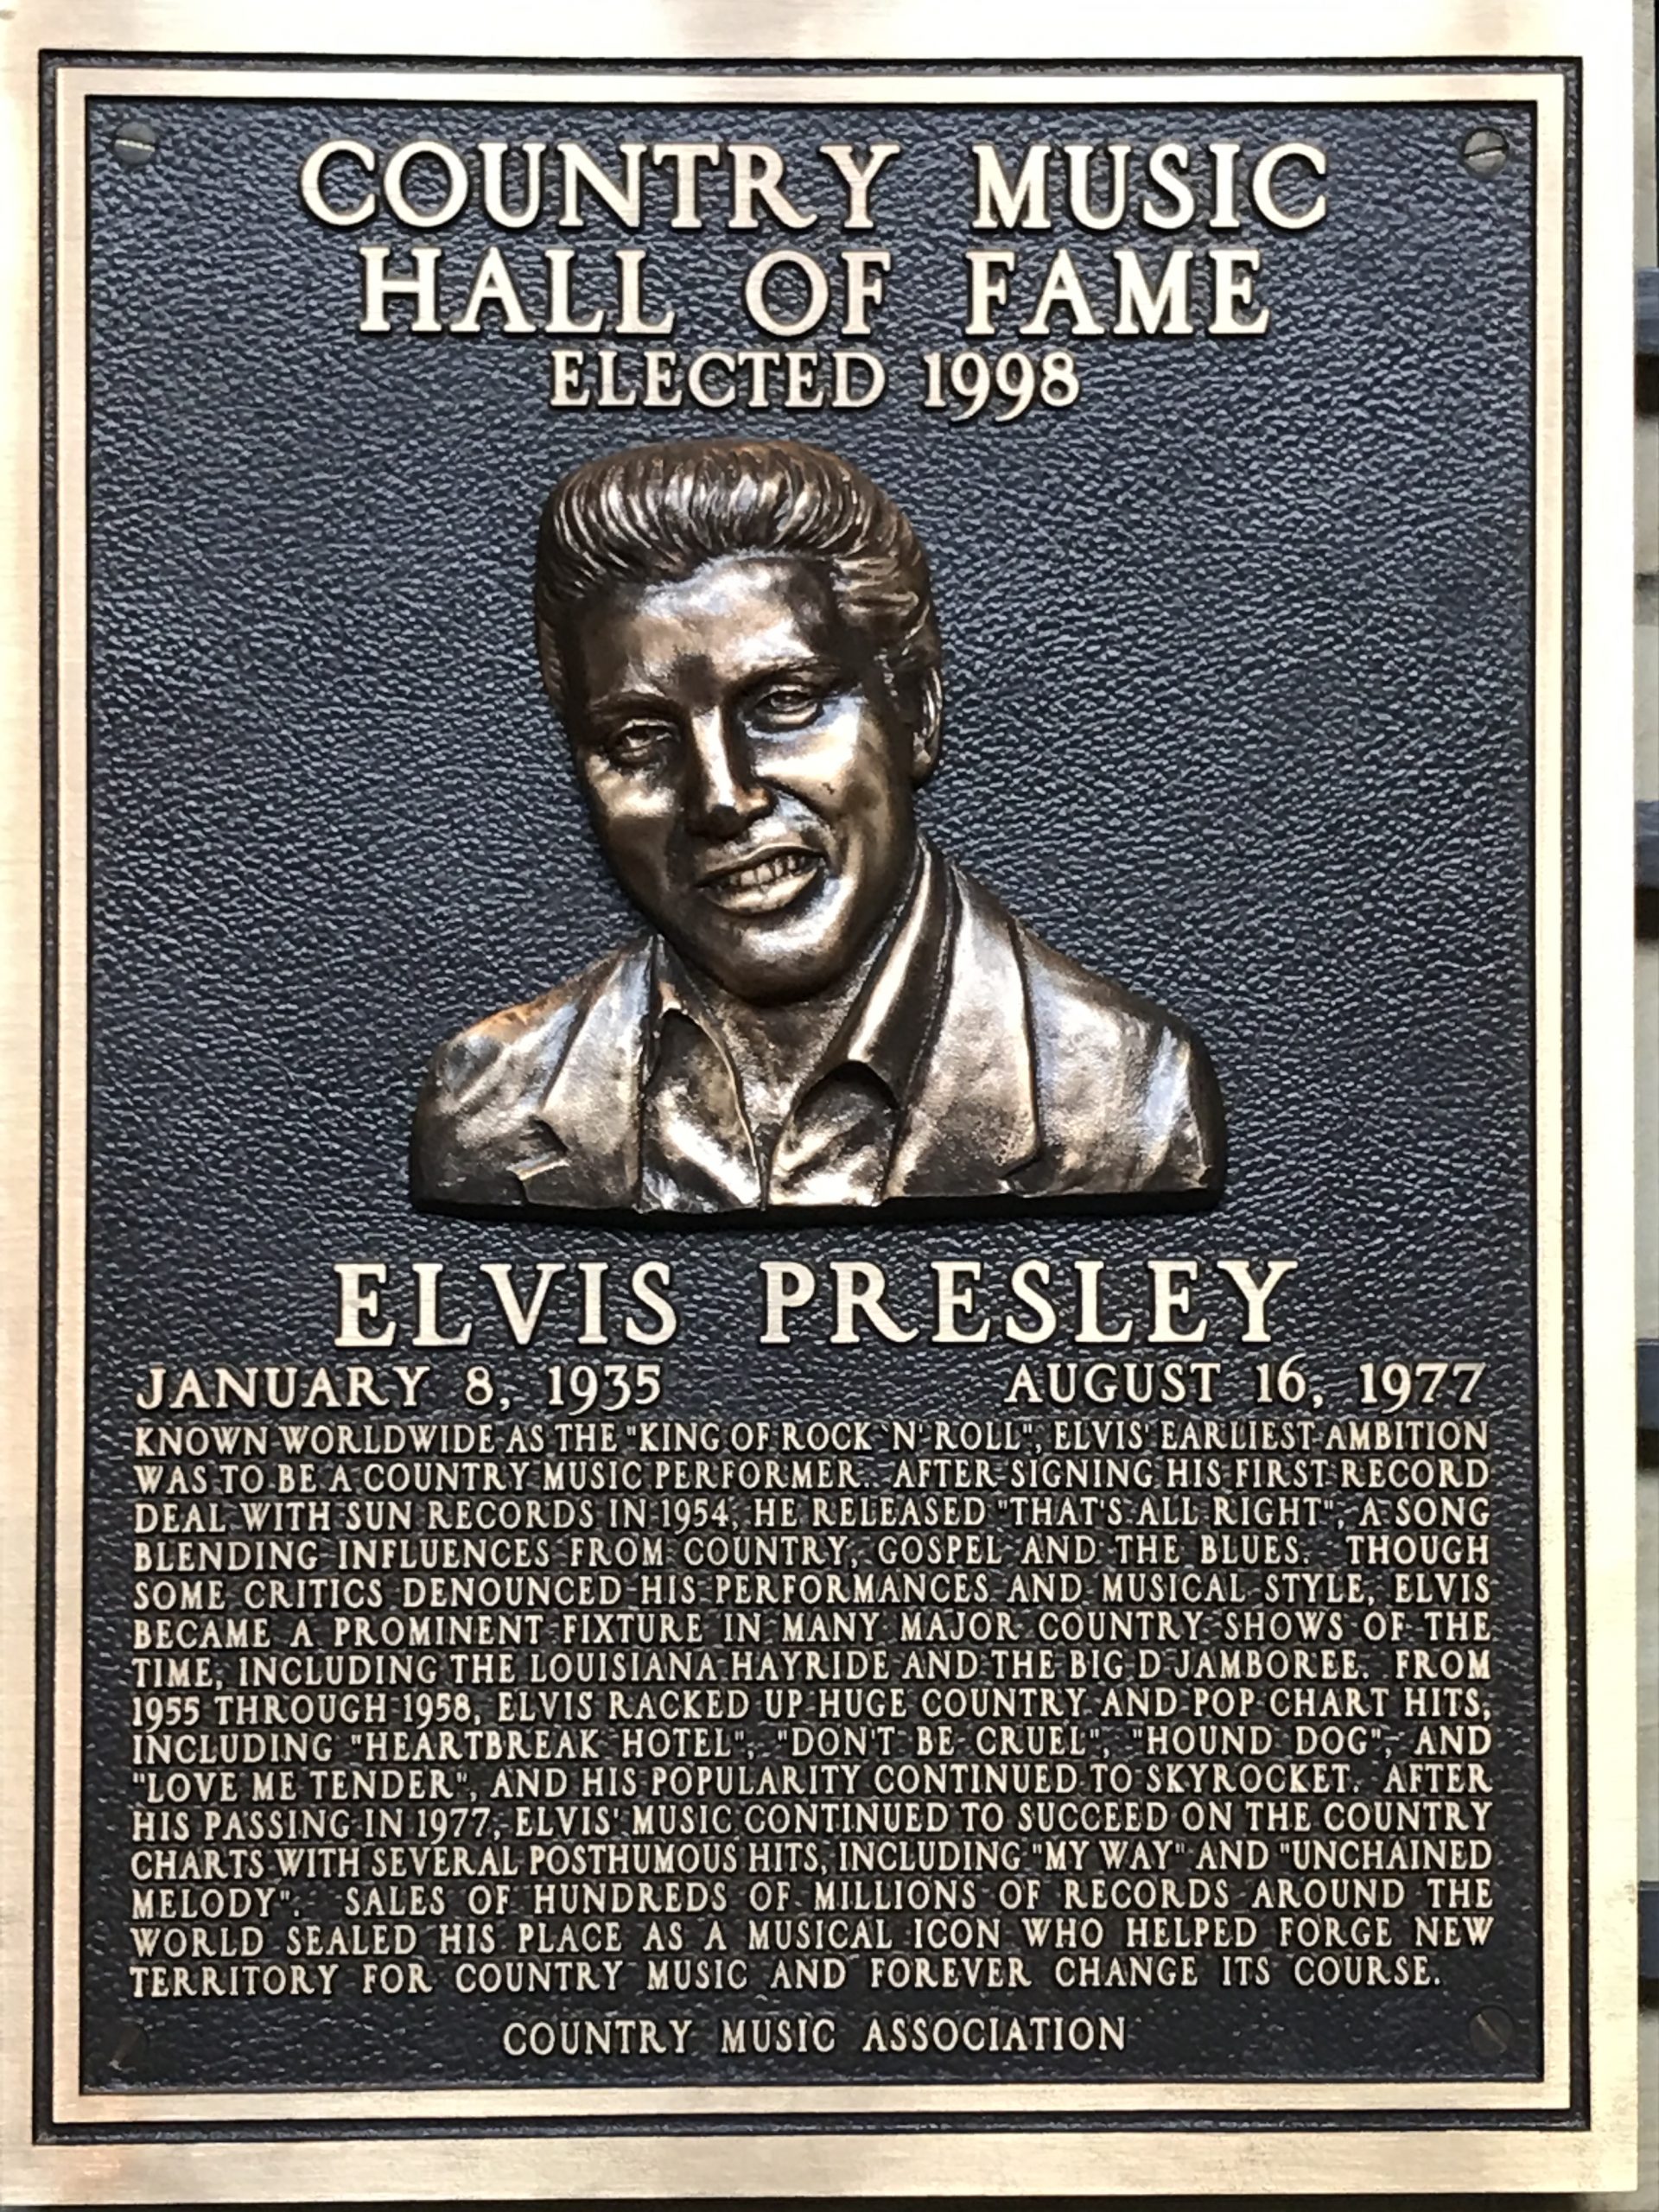 COUNTRY MUSIC
HALL OF FAME
ELECTED 1998
ELVIS PRESLEY
JANUARY 8, 1935 AUGUST 16, 1977
KNOWN WORLDWIDE AS THE "KING OF ROCK `N' ROLL", ELVIS' EARLIEST AMBITION
WAS TO BE A COUNTRY MUSIC PERFORMER. AFTER SIGNING HIS FIRST RECORD
DEAL WITH SUN RECORDS IN 1954, HE RELEASED "THAT'S ALL RIGHT", A SONG
BLENDING INFLUENCES FROM COUNTRY, GOSPEL AND THE BLUES. THOUGH
SOME CRITICS DENOUNCED HIS PERFORMANCES AND MUSICAL STYLE, ELVIS
BECAME A PROMINENT FIXTURE IN MANY MAJOR COUNTRY SHOWS OF THE
TIME, INCLUDING THE LOUISIANA HAYRIDE AND THE BIG D JAMBOREE. FROM
1955 THROUGH 1958, ELVIS RACKED UP HUGE COUNTRY AND POP CHART HITS,
INCLUDING "HEARTBREAK HOTEL", "DON'T BE CRUEL", "HOUND DOG", AND
"LOVE ME TENDER", AND HIS POPULARITY CONTINUED TO SKYROCKET. AFTER
HIS PASSING IN 1977, ELVIS' MUSIC CONTINUED TO SUCCEED ON THE COUNTRY
CHARTS WITH SEVERAL POSTHUMOUS HITS, INCLUDING "MY WAY" AND "UNCHAINED
MELODY". SALES OF HUNDREDS OF MILLIONS OF RECORDS AROUND THE
WORLD SEALED HIS PLACE AS A MUSICAL ICON WHO HELPED FORGE NEW
TERRITORY FOR COUNTRY MUSIC AND FOREVER CHANGE ITS COURSE.
COUNTRY MUSIC ASSOCIATION